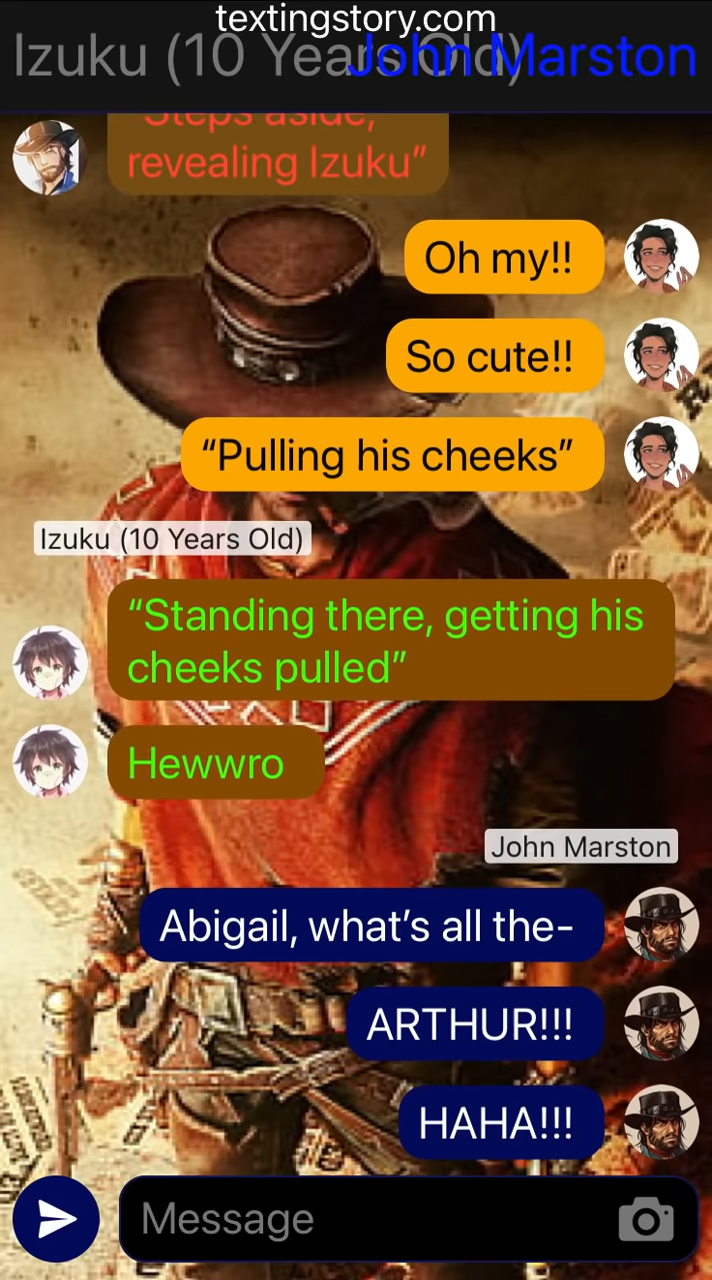 textingstory.com
Izuku (10 Years Old)
John Marston
Steps aside,
revealing Izuku”
Oh my!!
So cute!!
“Pulling his cheeks”
Izuku (10 Years Old)
“Standing there, getting his
cheeks pulled”
Hewwro
John Marston
Abigail, what’s all the-
ARTHUR!!!
HAHA!!!
Message